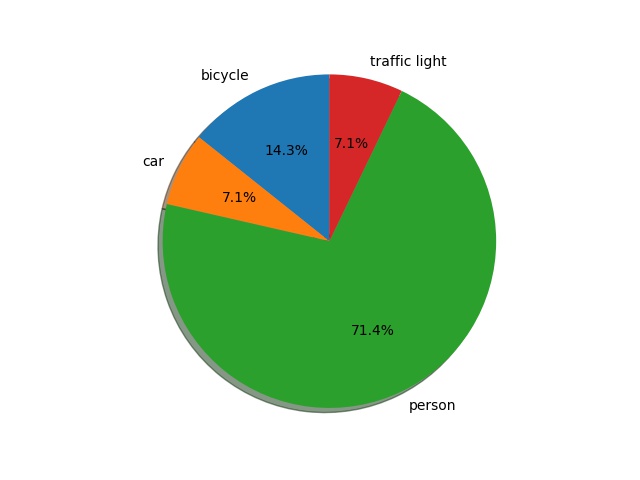 traffic light
bicycle
7.1%
14.3%
car
7.1%
71.4%
person